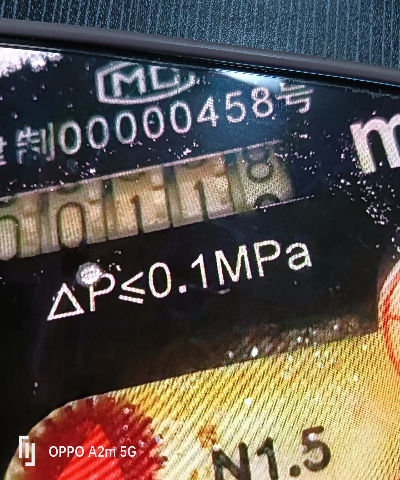 MC
制00000458号
m
ΔP≤0.1MPa
N1.5
OPPO A2m 5G